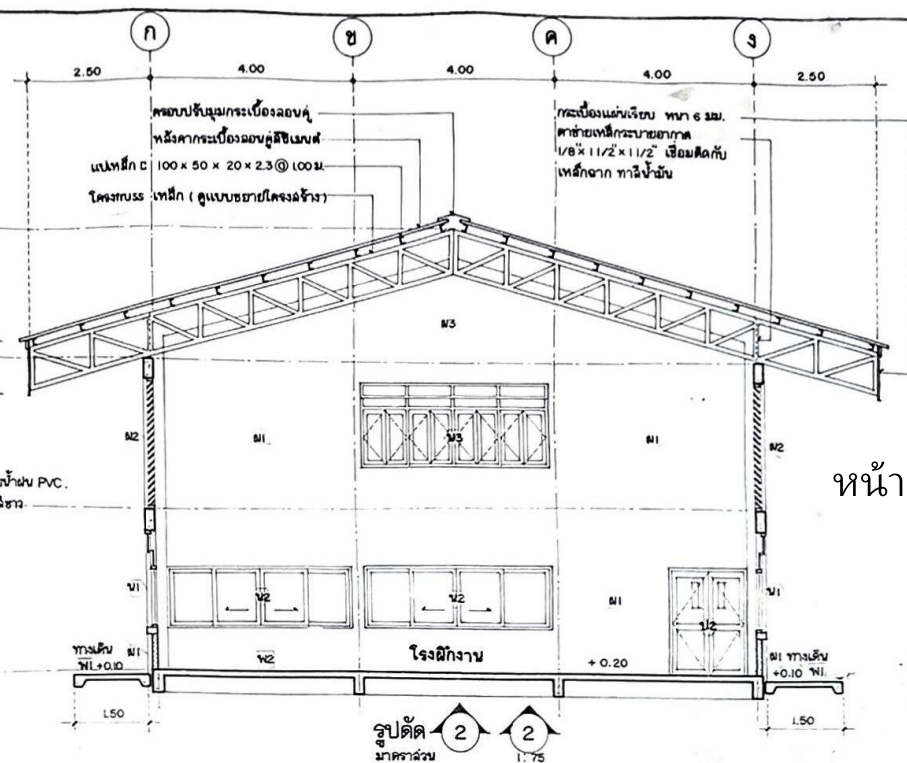 ก ข ค ง
2.50 4.00 4.00 4.00 2.50
ครอบปรับมุมกระเบื้องลอนคู่
หลังคากระเบื้องลอนคู่สีซีเมนต์
แปเหล็ก C 100 x 50 x 20 x 2.3 @ 1.00 ม.
โครงTRUSS เหล็ก ( ดูแบบขยายโครงสร้าง )
กระเบื้องแผ่นเรียบ หนา 6 มม.
ตาข่ายเหล็กระบายอากาศ
1/8"x 1 1/2"x 1 1/2" เชื่อมติดกับ
เหล็กฉาก ทาสีน้ำมัน
ผ3
ผ2 ผ1 น3 ผ1 ผ2
น้ำฝน PVC.
หน้า
น1 น2 น2 ผ1 น1
ป2
ทางเดิน ผ1 พ2 โรงฝึกงาน + 0.20 ผ1 ทางเดิน
พ1 +0.10 +0.10 พ1
1.50 1.50
รูปตัด 2 2
มาตราส่วน 1:75